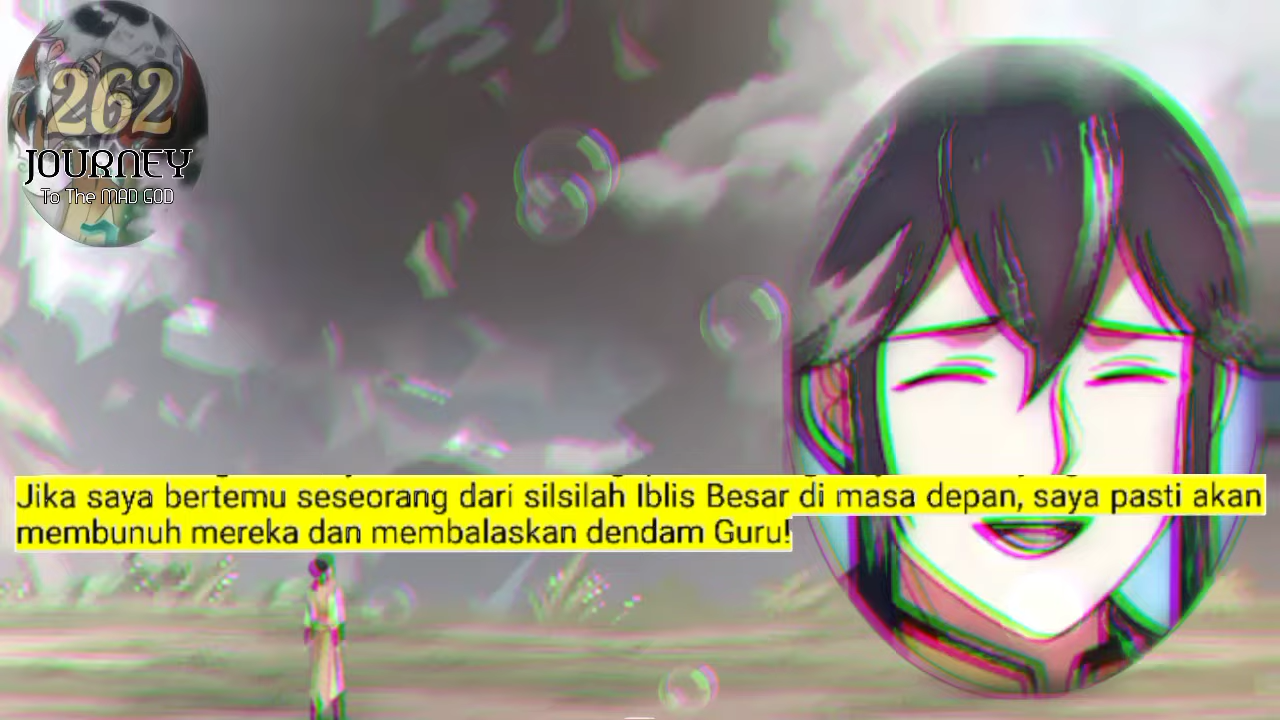 262
JOURNEY
To The MAD GOD
Jika saya bertemu seseorang dari silsilah Iblis Besar di masa depan, saya pasti akan
membunuh mereka dan membalaskan dendam Guru!